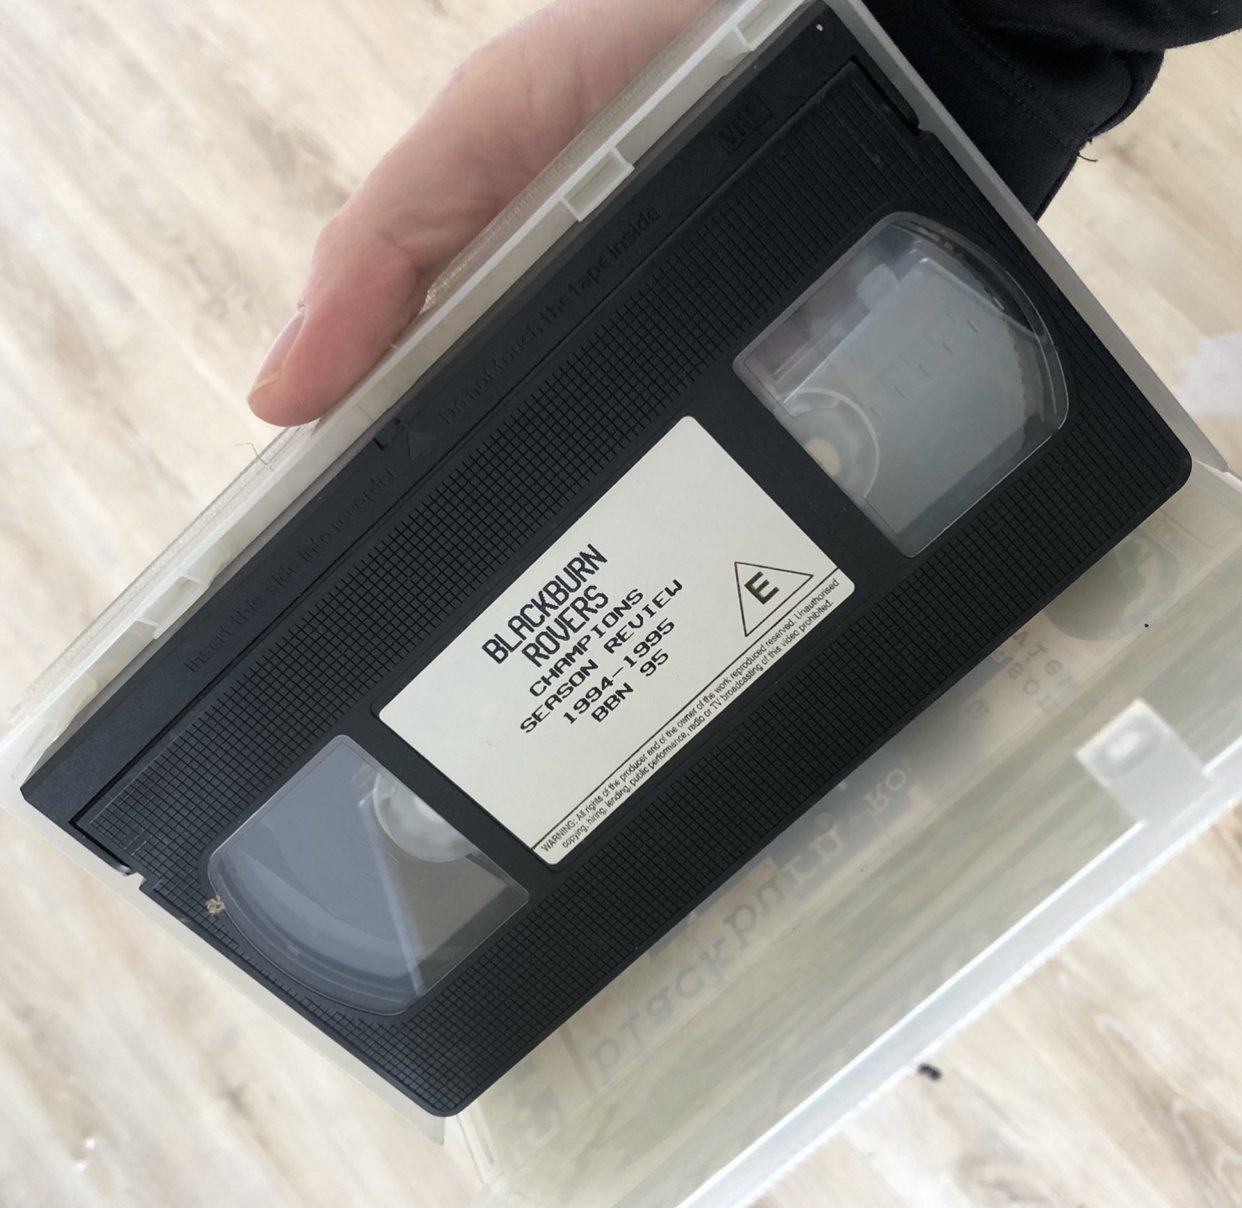 VHS
Insert this side into recorder
Do not touch the tape inside
BLACKBURN
ROVERS
CHAMPIONS
SEASON REVIEW
1994-1995
BBN 95
E
WARNING: All rights of the producer and of the owner of the work reproduced reserved. Unauthorised
copying, hiring, lending, public performance, radio or TV broadcasting of this video prohibited.